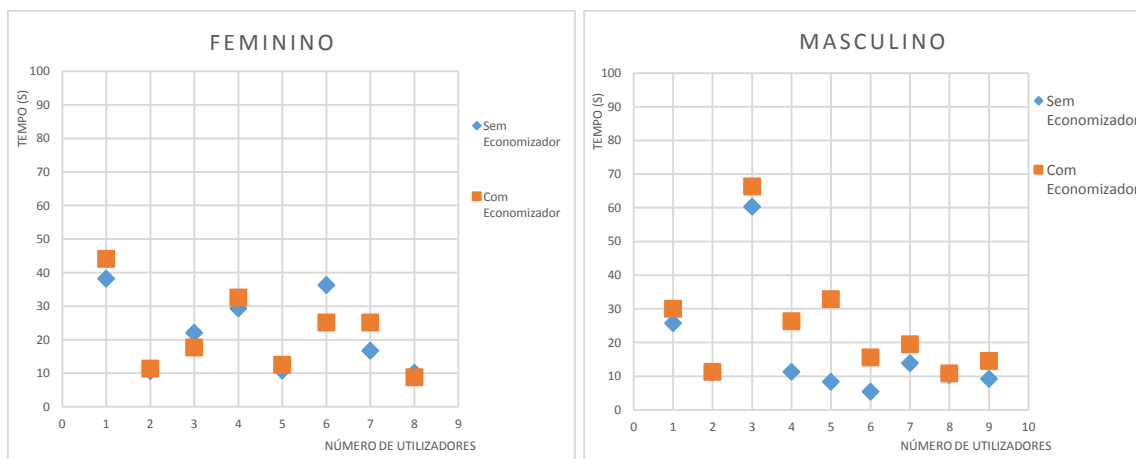 FEMININO
TEMPO (S)
100
90
80
70
60
50
40
30
20
10
0
0 1 2 3 4 5 6 7 8 9
NÚMERO DE UTILIZADORES
Sem
Economizador
Com
Economizador
MASCULINO
TEMPO (S)
100
90
80
70
60
50
40
30
20
10
0
0 1 2 3 4 5 6 7 8 9 10
NÚMERO DE UTILIZADORES
Sem
Economizador
Com
Economizador